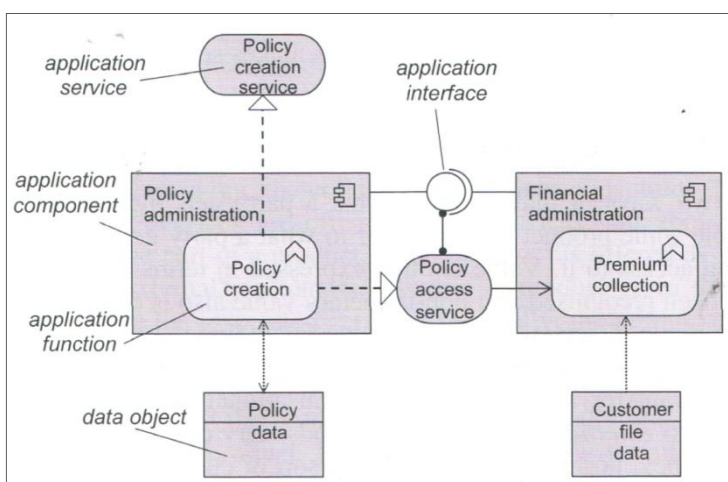 application
service
Policy
creation
service
application
interface
application
component
Policy
administration
Financial
administration
Policy
creation
Policy
access
service
Premium
collection
application
function
data object
Policy
data
Customer
file
data